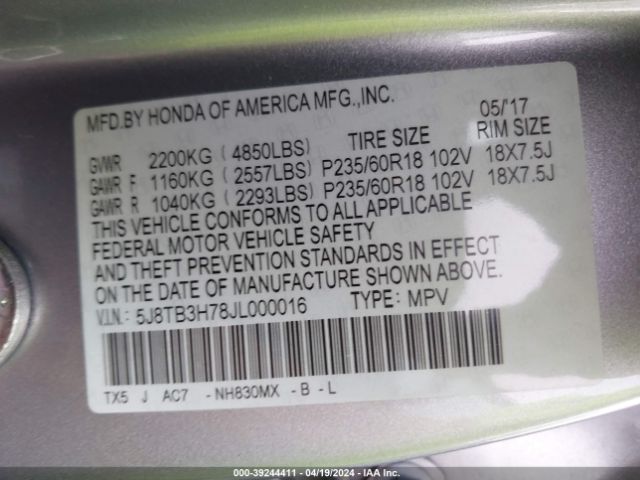 MFD.BY HONDA OF AMERICA MFG.,INC. 05/'17
TIRE SIZE RIM SIZE
GVWR 2200KG ( 4850LBS)
GAWR F 1160KG ( 2557LBS) P235/60R18 102V 18X7.5J
GAWR R 1040KG ( 2293LBS) P235/60R18 102V 18X7.5J
THIS VEHICLE CONFORMS TO ALL APPLICABLE
FEDERAL MOTOR VEHICLE SAFETY
AND THEFT PREVENTION STANDARDS IN EFFECT
ON THE DATE OF MANUFACTURE SHOWN ABOVE.
V.I.N: 5J8TB3H78JL000016 TYPE: MPV
TX5 J AC7 -NH830MX -B -L
000-39244411 - 04/19/2024 - IAA Inc.